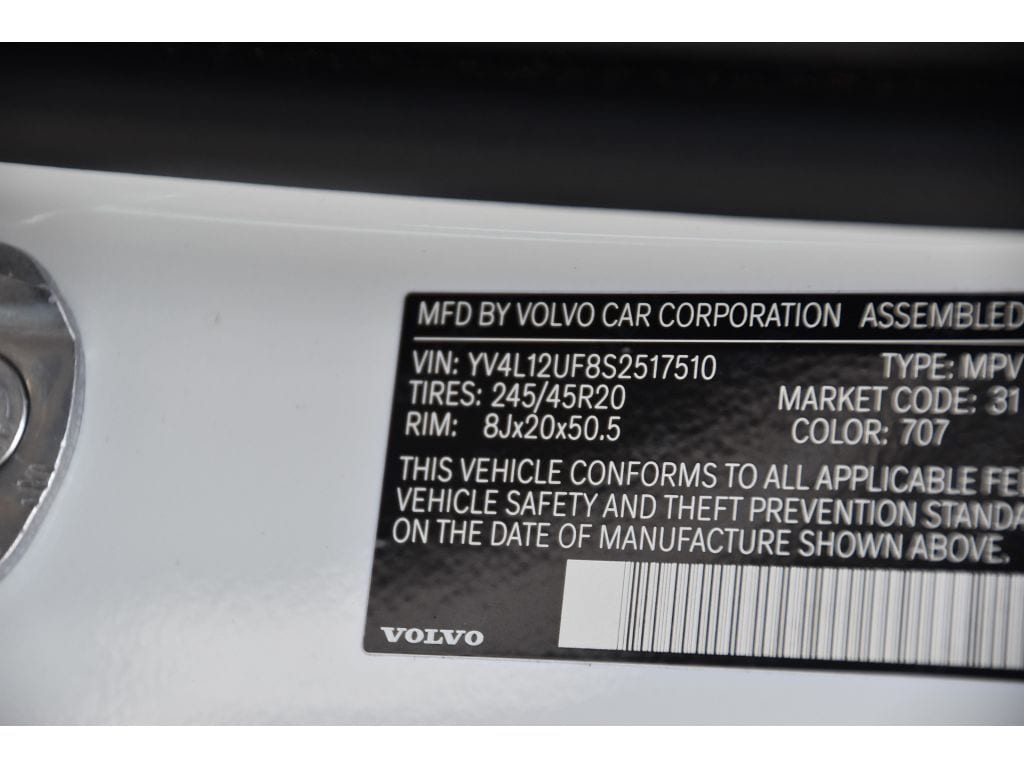 MFD BY VOLVO CAR CORPORATION ASSEMBLED
VIN: YV4L12UF8S2517510 TYPE: MPV
TIRES: 245/45R20 MARKET CODE: 31
RIM: 8Jx20x50.5 COLOR: 707
THIS VEHICLE CONFORMS TO ALL APPLICABLE FE
VEHICLE SAFETY AND THEFT PREVENTION STANDA
ON THE DATE OF MANUFACTURE SHOWN ABOVE.
VOLVO